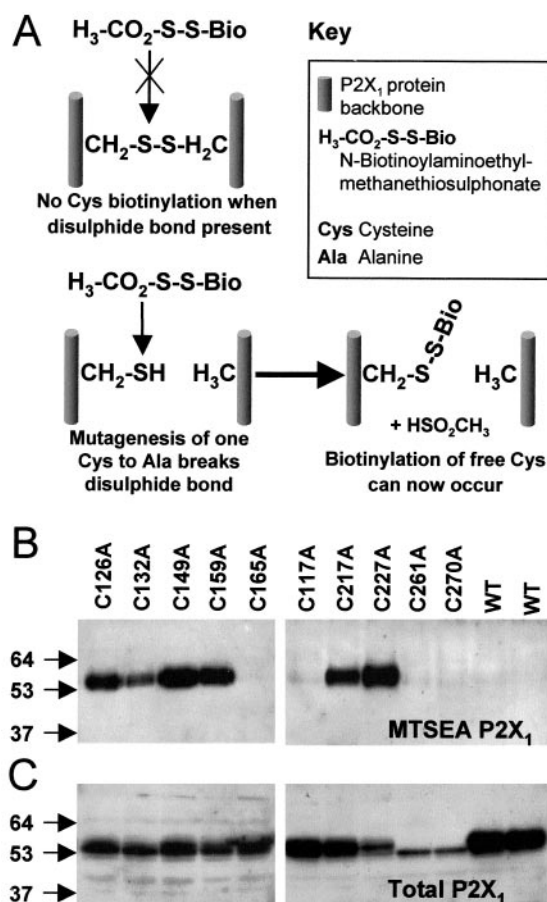 A
H3-CO2-S-S-Bio
CH2-S-S-H2C
No Cys biotinylation when
disulphide bond present
Key
P2X1 protein
backbone
H3-CO2-S-S-Bio
N-Biotinoylaminoethyl-
methanethiosulphonate
Cys Cysteine
Ala Alanine
H3-CO2-S-S-Bio
CH2-SH H3C
Mutagenesis of one
Cys to Ala breaks
disulphide bond
CH2-S-S-Bio H3C
+ HSO2CH3
Biotinylation of free Cys
can now occur
B
C126A C132A C149A C159A C165A C117A C217A C227A C261A C270A WT WT
64
53
37
MTSEA P2X1
C
64
53
37
Total P2X1